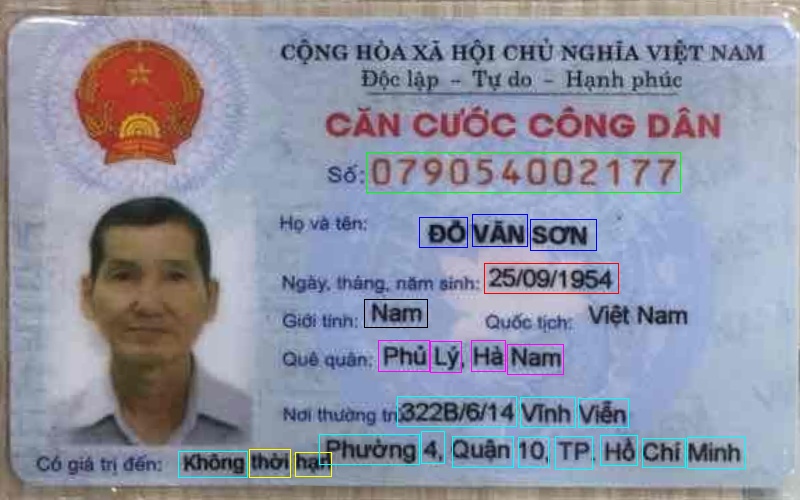 CỘNG HÒA XÃ HỘI CHỦ NGHĨA VIỆT NAM
Độc lập - Tự do - Hạnh phúc
CĂN CƯỚC CÔNG DÂN
Số: 079054002177
Họ và tên: ĐỖ VĂN SƠN
Ngày, tháng, năm sinh: 25/09/1954
Giới tính: Nam Quốc tịch: Việt Nam
Quê quán: Phủ Lý, Hà Nam
Nơi thường trú: 322B/6/14 Vĩnh Viễn
Phường 4, Quận 10, TP. Hồ Chí Minh
Có giá trị đến: Không thời hạn